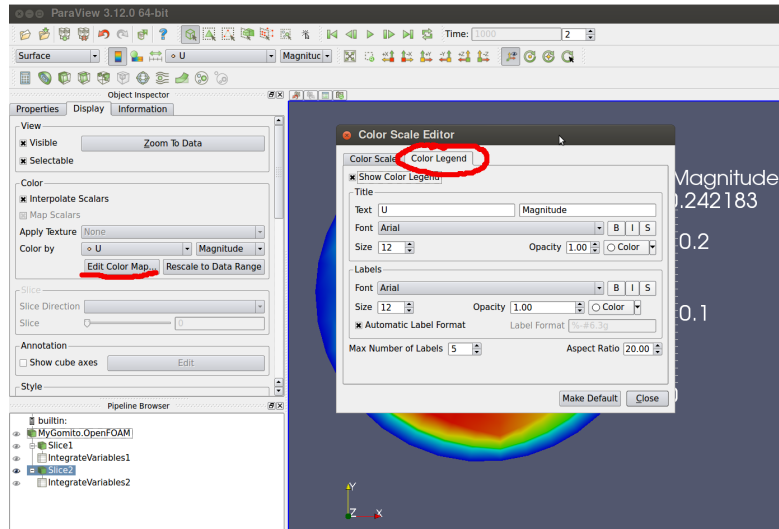 ParaView 3.12.0 64-bit
Time: 1000 2
Surface U Magnituc
Object Inspector
Properties Display Information
View
Visible Zoom To Data
Selectable
Color
Interpolate Scalars
Map Scalars
Apply Texture None
Color by U Magnitude
Edit Color Map... Rescale to Data Range
Slice
Slice Direction
Slice 0
Annotation
Show cube axes Edit
Style
Pipeline Browser
builtin:
MyGomito.OpenFOAM
Slice1
IntegrateVariables1
Slice2
IntegrateVariables2
Color Scale Editor
Color Scale Color Legend
Show Color Legend
Title
Text U Magnitude
Font Arial B I S
Size 12 Opacity 1.00 Color
Labels
Font Arial B I S
Size 12 Opacity 1.00 Color
Automatic Label Format Label Format %-#6.3g
Max Number of Labels 5 Aspect Ratio 20.00
Make Default Close
Magnitude
0.242183
0.2
0.1
Y
Z X